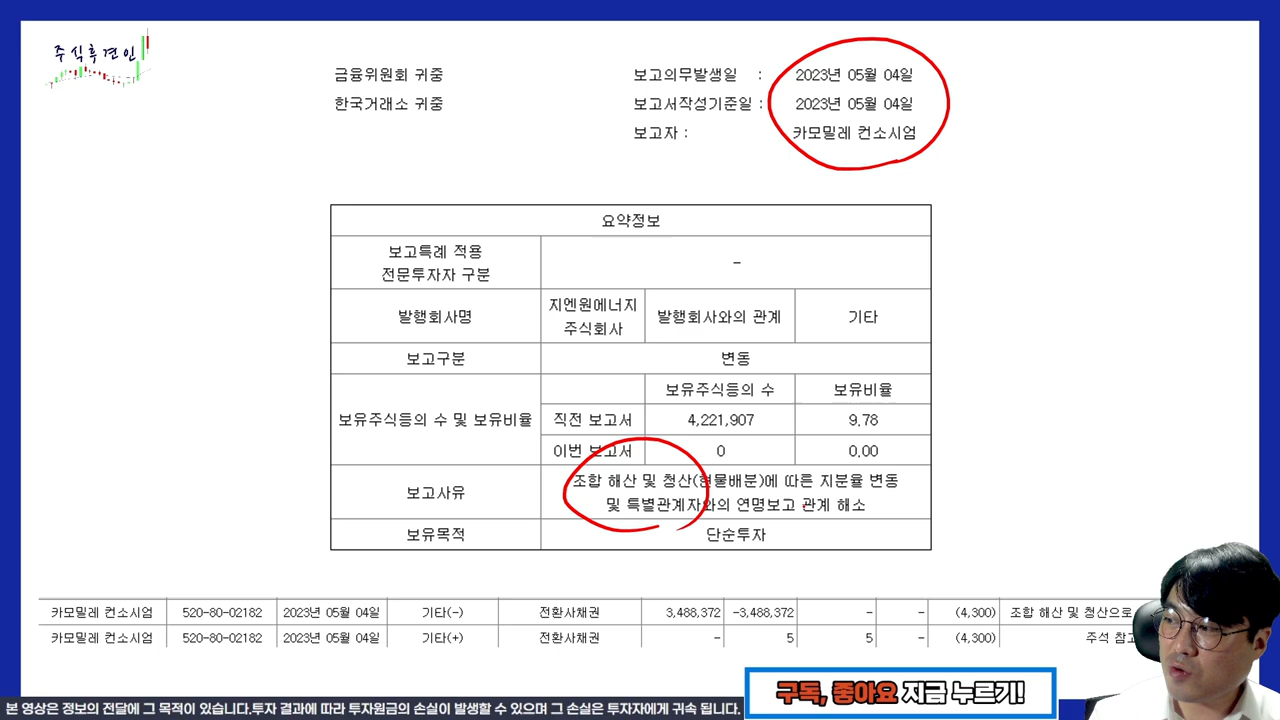 주식후견인
금융위원회 귀중
한국거래소 귀중
보고의무발생일 : 2023년 05월 04일
보고서작성기준일 : 2023년 05월 04일
보고자 : 카모밀레 컨소시엄
요약정보
보고특례 적용
전문투자자 구분
-
발행회사명
지엔원에너지
주식회사
발행회사와의 관계
기타
보고구분
변동
보유주식등의 수 및 보유비율
보유주식등의 수
보유비율
직전 보고서 4,221,907 9.78
이번 보고서 0 0.00
보고사유
조합 해산 및 청산(현물배분)에 따른 지분율 변동
및 특별관계자와의 연명보고 관계 해소
보유목적
단순투자
카모밀레 컨소시엄 520-80-02182 2023년 05월 04일 기타(-) 전환사채권 3,488,372 -3,488,372 - - (4,300) 조합 해산 및 청산으로
카모밀레 컨소시엄 520-80-02182 2023년 05월 04일 기타(+) 전환사채권 - 5 5 - (4,300) 주석 참고
구독, 좋아요 지금 누르기!
본 영상은 정보의 전달에 그 목적이 있습니다.투자 결과에 따라 투자원금의 손실이 발생할 수 있으며 그 손실은 투자자에게 귀속 됩니다.